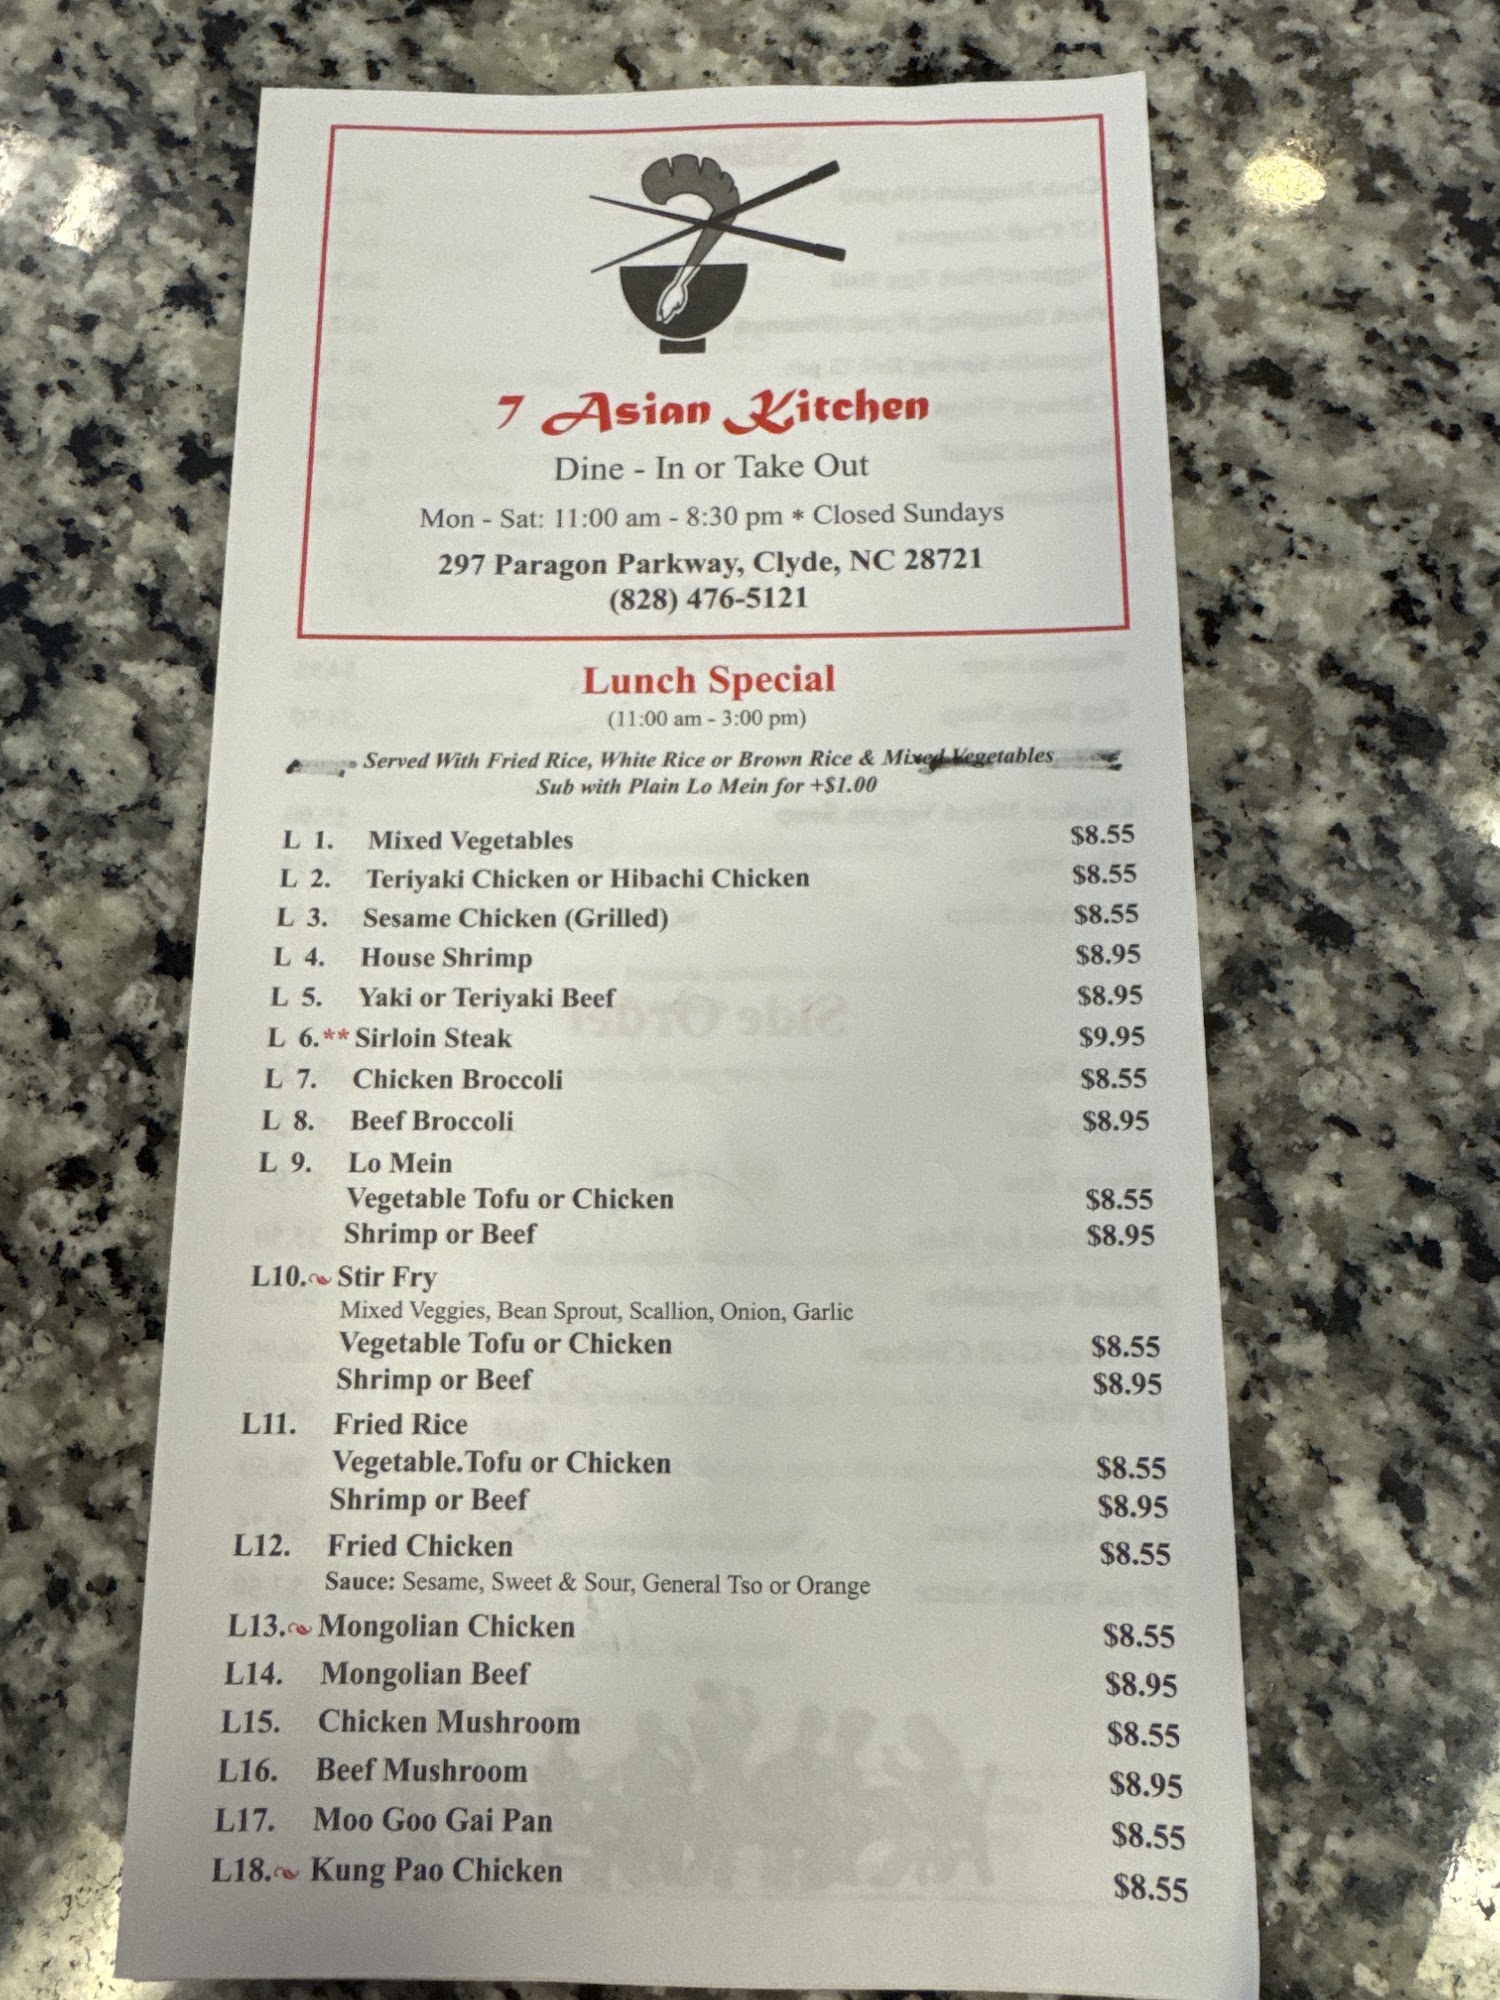 7 Asian Kitchen
Dine - In or Take Out
Mon - Sat: 11:00 am - 8:30 pm * Closed Sundays
297 Paragon Parkway, Clyde, NC 28721
(828) 476-5121
Lunch Special
(11:00 am - 3:00 pm)
Served With Fried Rice, White Rice or Brown Rice & Mixed Vegetables
Sub with Plain Lo Mein for +$1.00
L 1. Mixed Vegetables $8.55
L 2. Teriyaki Chicken or Hibachi Chicken $8.55
L 3. Sesame Chicken (Grilled) $8.55
L 4. House Shrimp $8.95
L 5. Yaki or Teriyaki Beef $8.95
L 6.** Sirloin Steak $9.95
L 7. Chicken Broccoli $8.55
L 8. Beef Broccoli $8.95
L 9. Lo Mein
Vegetable Tofu or Chicken $8.55
Shrimp or Beef $8.95
L10. Stir Fry
Mixed Veggies, Bean Sprout, Scallion, Onion, Garlic
Vegetable Tofu or Chicken $8.55
Shrimp or Beef $8.95
L11. Fried Rice
Vegetable.Tofu or Chicken $8.55
Shrimp or Beef $8.95
L12. Fried Chicken $8.55
Sauce: Sesame, Sweet & Sour, General Tso or Orange
L13. Mongolian Chicken $8.55
L14. Mongolian Beef $8.95
L15. Chicken Mushroom $8.55
L16. Beef Mushroom $8.95
L17. Moo Goo Gai Pan $8.55
L18. Kung Pao Chicken $8.55